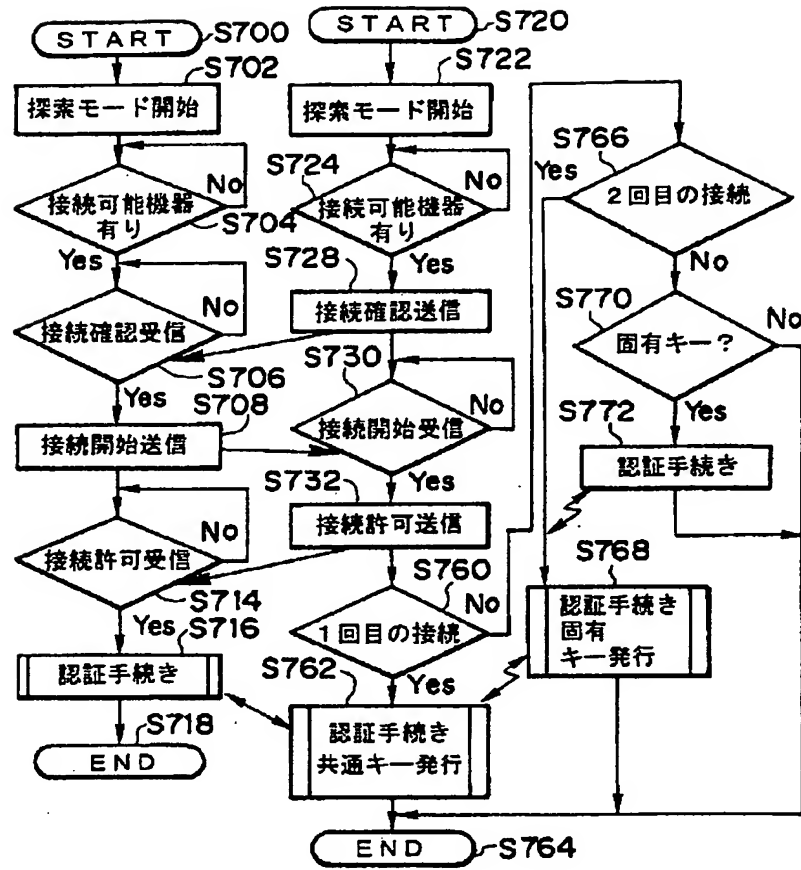 START
S700
S702
探索モード開始
接続可能機器
有り
No
S704
Yes
接続確認受信
No
S706
Yes
S708
接続開始送信
接続許可受信
No
S714
Yes
S716
認証手続き
S718
END
START
S720
S722
探索モード開始
S724
接続可能機器
有り
No
S728
Yes
接続確認送信
S730
接続開始受信
No
S732
Yes
接続許可送信
S760
1回目の接続
No
S762
Yes
認証手続き
共通キー発行
END
S764
S766
Yes
2回目の接続
No
S770
固有キー?
No
S772
Yes
認証手続き
S768
認証手続き
固有
キー発行